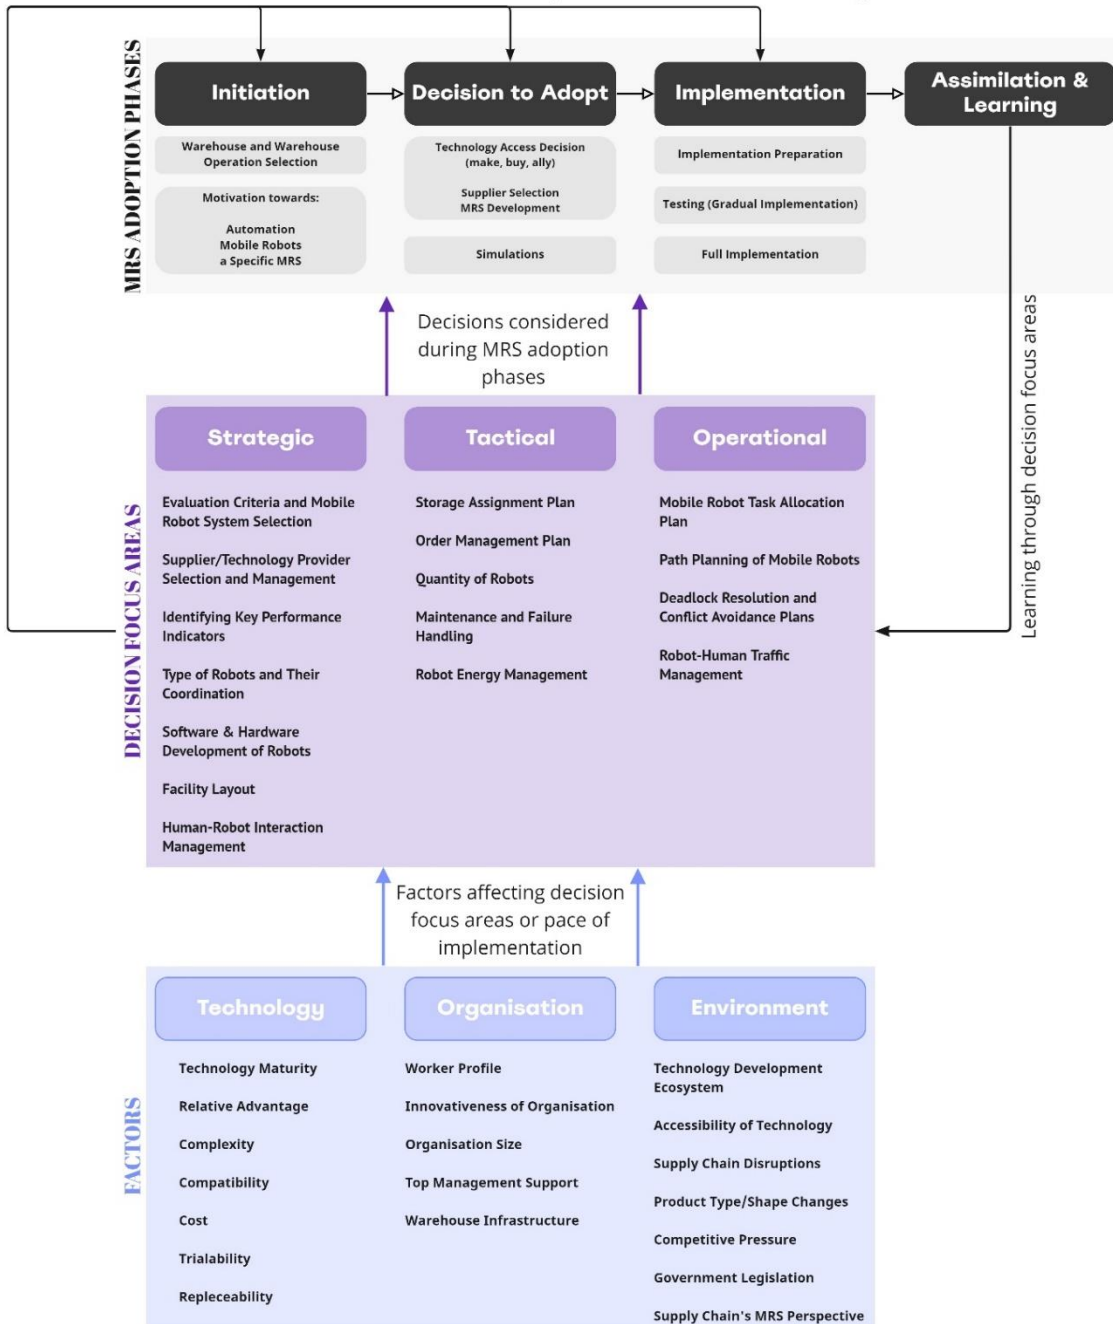 MRS ADOPTION PHASES
Initiation
Decision to Adopt
Implementation
Assimilation &
Learning
Warehouse and Warehouse
Operation Selection
Motivation towards:
Automation
Mobile Robots
a Specific MRS
Technology Access Decision
(make, buy, ally)
Supplier Selection
MRS Development
Simulations
Implementation Preparation
Testing (Gradual Implementation)
Full Implementation
Decisions considered
during MRS adoption
phases
Learning through decision focus areas
DECISION FOCUS AREAS
Strategic
Evaluation Criteria and Mobile
Robot System Selection
Supplier/Technology Provider
Selection and Management
Identifying Key Performance
Indicators
Type of Robots and Their
Coordination
Software & Hardware
Development of Robots
Facility Layout
Human-Robot Interaction
Management
Tactical
Storage Assignment Plan
Order Management Plan
Quantity of Robots
Maintenance and Failure
Handling
Robot Energy Management
Operational
Mobile Robot Task Allocation
Plan
Path Planning of Mobile Robots
Deadlock Resolution and
Conflict Avoidance Plans
Robot-Human Traffic
Management
Factors affecting decision
focus areas or pace of
implementation
FACTORS
Technology
Technology Maturity
Relative Advantage
Complexity
Compatibility
Cost
Trialability
Repleceability
Organisation
Worker Profile
Innovativeness of Organisation
Organisation Size
Top Management Support
Warehouse Infrastructure
Environment
Technology Development
Ecosystem
Accessibility of Technology
Supply Chain Disruptions
Product Type/Shape Changes
Competitive Pressure
Government Legislation
Supply Chain's MRS Perspective